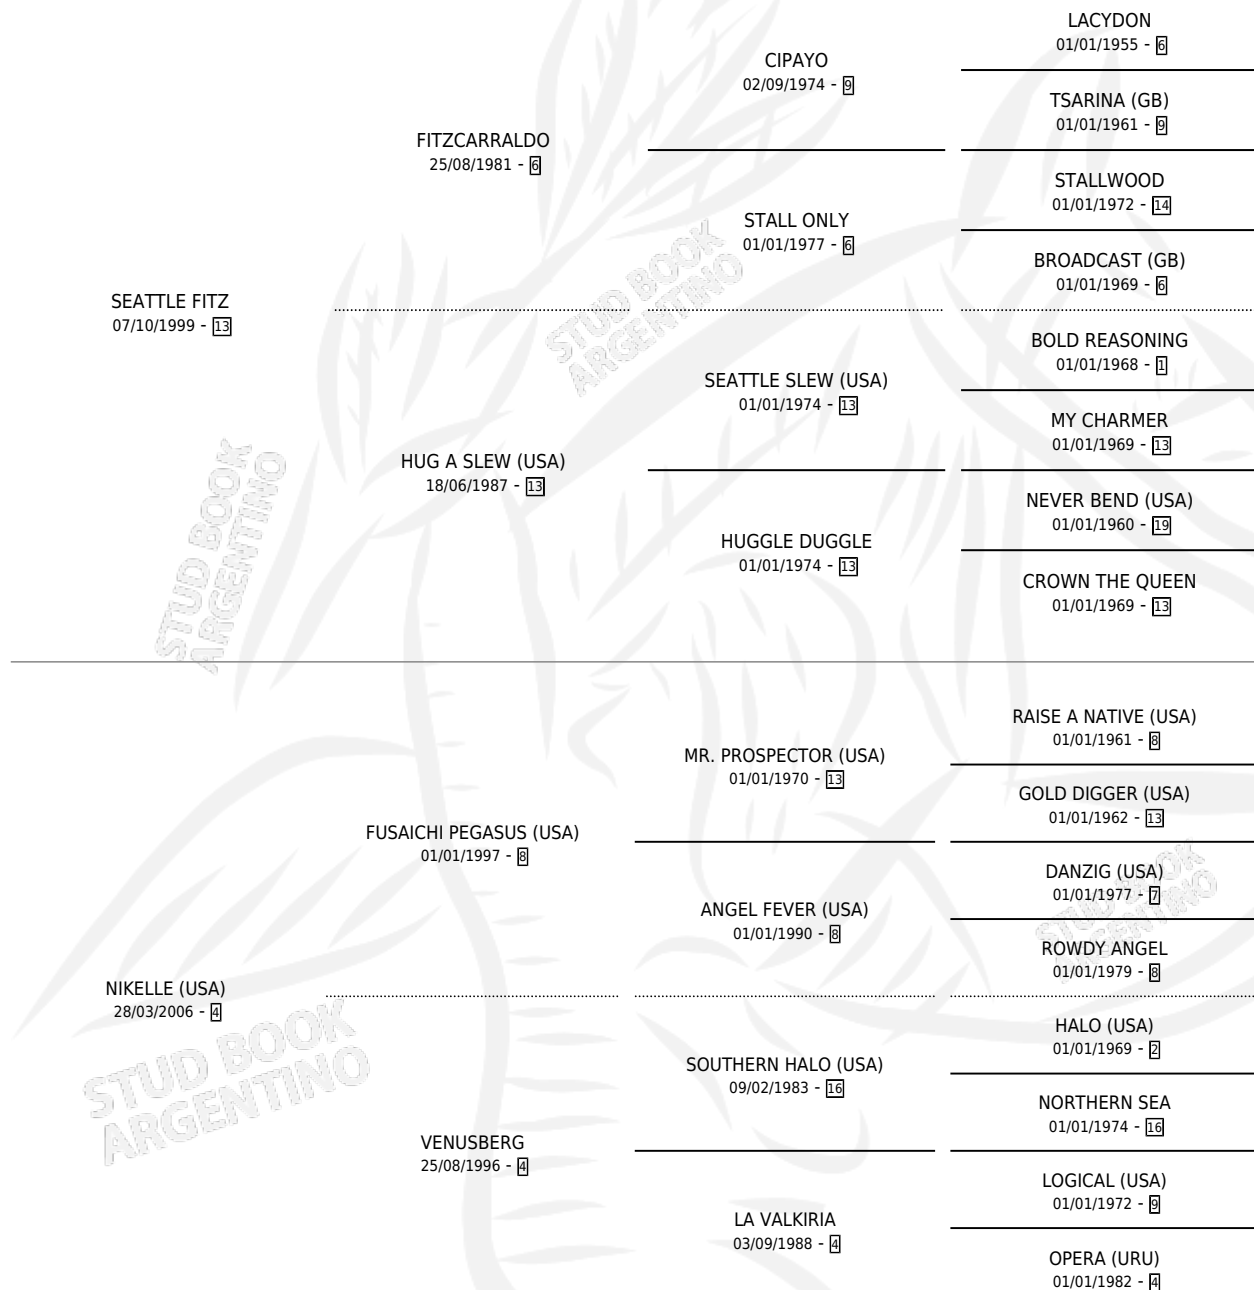 LACYDON
01/01/1955 - 6
CIPAYO
02/09/1974 - 9
TSARINA (GB)
01/01/1961 - 9
FITZCARRALDO
25/08/1981 - 6
STALLWOOD
01/01/1972 - 14
STALL ONLY
01/01/1977 - 6
BROADCAST (GB)
01/01/1969 - 6
SEATTLE FITZ
07/10/1999 - 13
STUD BOOK
ARGENTINO
BOLD REASONING
01/01/1968 - 1
SEATTLE SLEW (USA)
01/01/1974 - 13
MY CHARMER
01/01/1969 - 13
HUG A SLEW (USA)
18/06/1987 - 13
NEVER BEND (USA)
01/01/1960 - 19
HUGGLE DUGGLE
01/01/1974 - 13
CROWN THE QUEEN
01/01/1969 - 13
STUD BOOK
ARGENTINO
RAISE A NATIVE (USA)
01/01/1961 - 8
MR. PROSPECTOR (USA)
01/01/1970 - 13
GOLD DIGGER (USA)
01/01/1962 - 13
FUSAICHI PEGASUS (USA)
01/01/1997 - 8
DANZIG (USA)
01/01/1977 - 7
ANGEL FEVER (USA)
01/01/1990 - 8
STUD BOOK
ARGENTINO
ROWDY ANGEL
01/01/1979 - 8
NIKELLE (USA)
28/03/2006 - 4
STUD BOOK
ARGENTINO
HALO (USA)
01/01/1969 - 2
SOUTHERN HALO (USA)
09/02/1983 - 16
NORTHERN SEA
01/01/1974 - 16
VENUSBERG
25/08/1996 - 4
LOGICAL (USA)
01/01/1972 - 9
LA VALKIRIA
03/09/1988 - 4
OPERA (URU)
01/01/1982 - 4